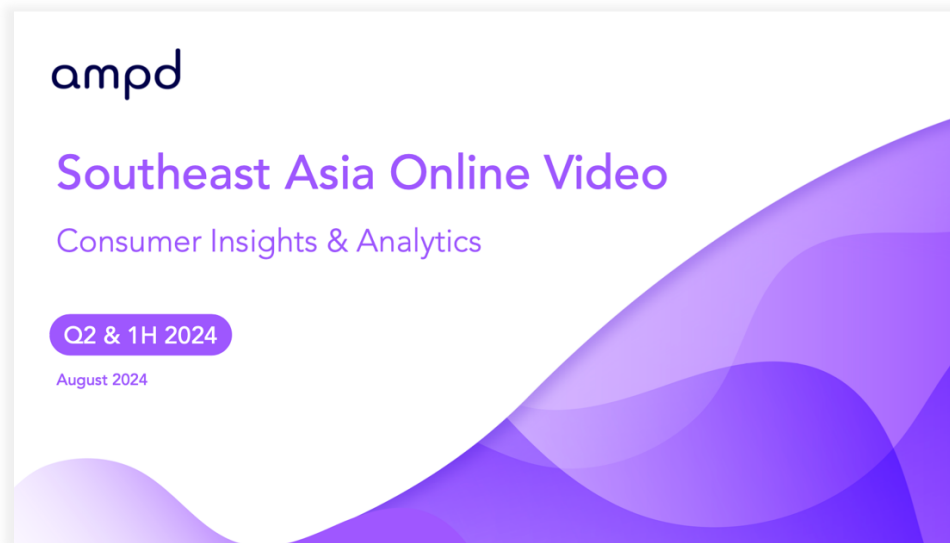 ampd
Southeast Asia Online Video
Consumer Insights & Analytics
Q2 & 1H 2024
August 2024